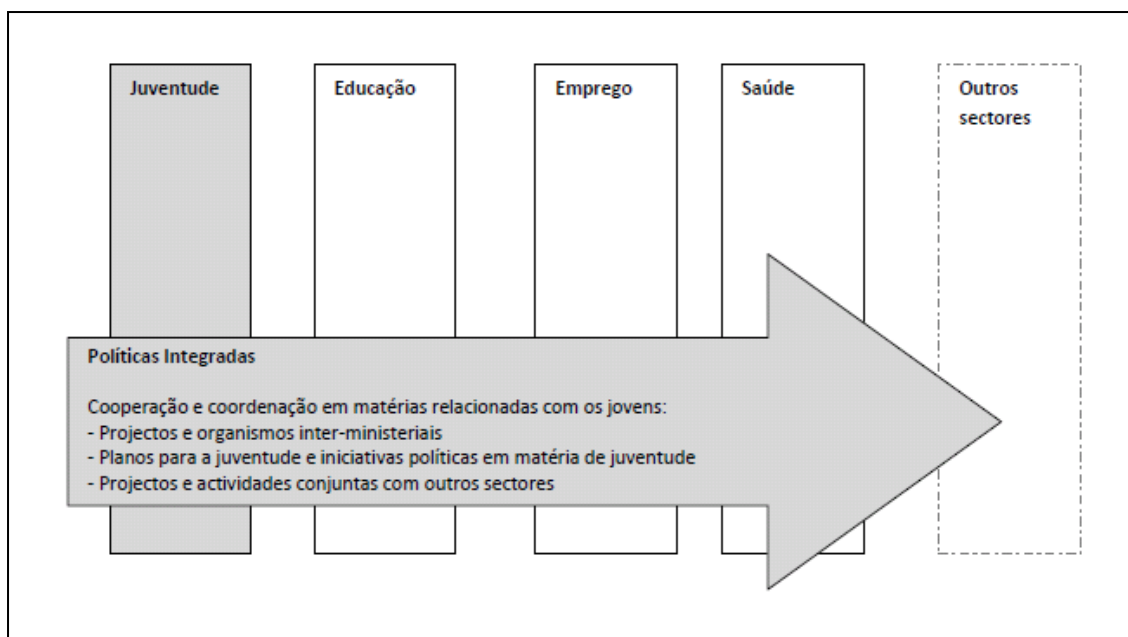 Juventude
Educação
Emprego
Saúde
Outros
sectores
Políticas Integradas
Cooperação e coordenação em matérias relacionadas com os jovens:
- Projectos e organismos inter-ministeriais
- Planos para a juventude e iniciativas políticas em matéria de juventude
- Projectos e actividades conjuntas com outros sectores